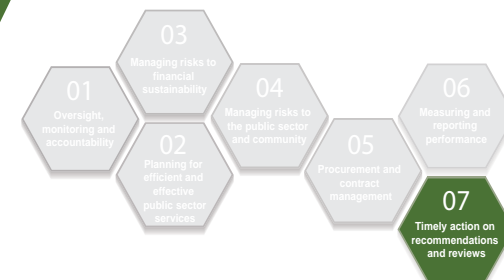 01
Oversight,
monitoring and
accountability
02
Planning for
efficient and
effective
public sector
services
03
Managing risks to
financial
sustainability
04
Managing risks to
the public sector
and community
05
Procurement and
contract
management
06
Measuring and
reporting
performance
07
Timely action on
recommendations
and reviews